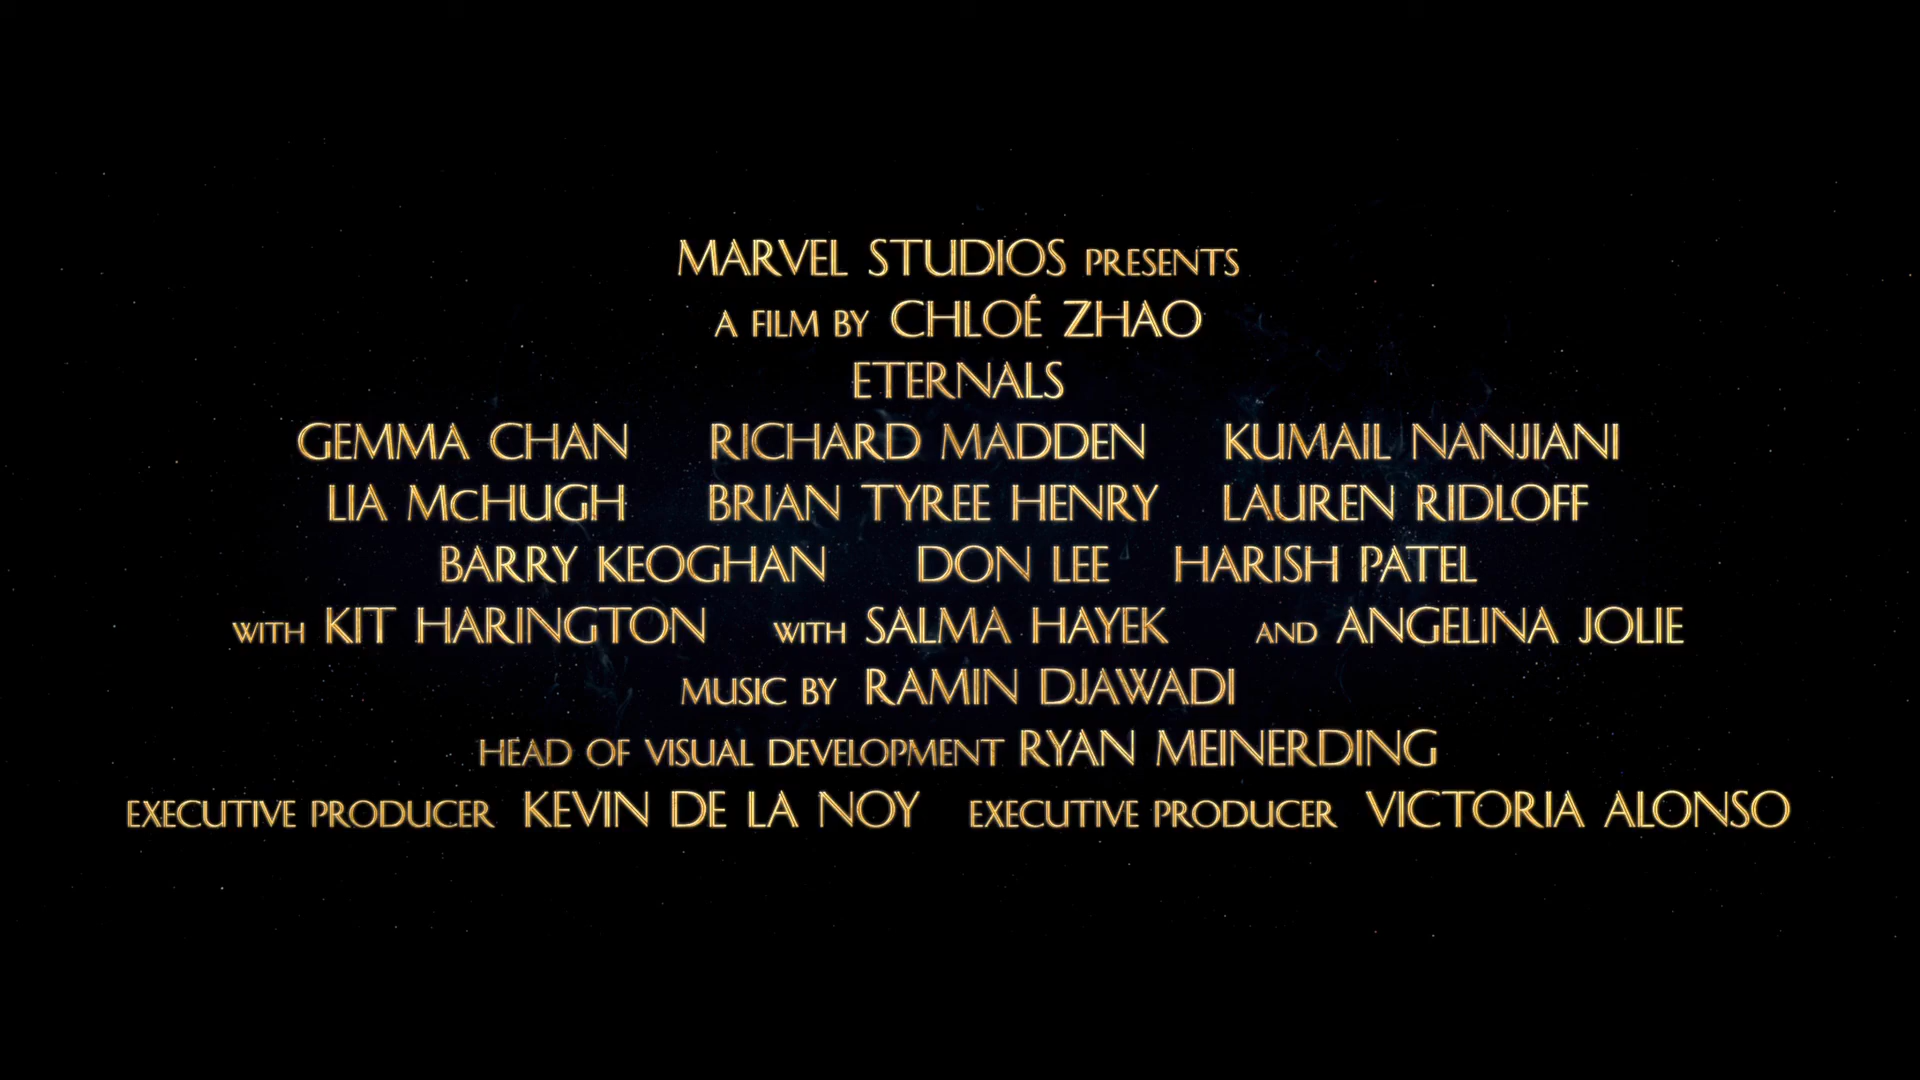 MARVEL STUDIOS PRESENTS
A FILM BY CHLOÉ ZHAO
ETERNALS
GEMMA CHAN RICHARD MADDEN KUMAIL NANJIANI
LIA McHUGH BRIAN TYREE HENRY LAUREN RIDLOFF
BARRY KEOGHAN DON LEE HARISH PATEL
WITH KIT HARINGTON WITH SALMA HAYEK AND ANGELINA JOLIE
MUSIC BY RAMIN DJAWADI
HEAD OF VISUAL DEVELOPMENT RYAN MEINERDING
EXECUTIVE PRODUCER KEVIN DE LA NOY EXECUTIVE PRODUCER VICTORIA ALONSO